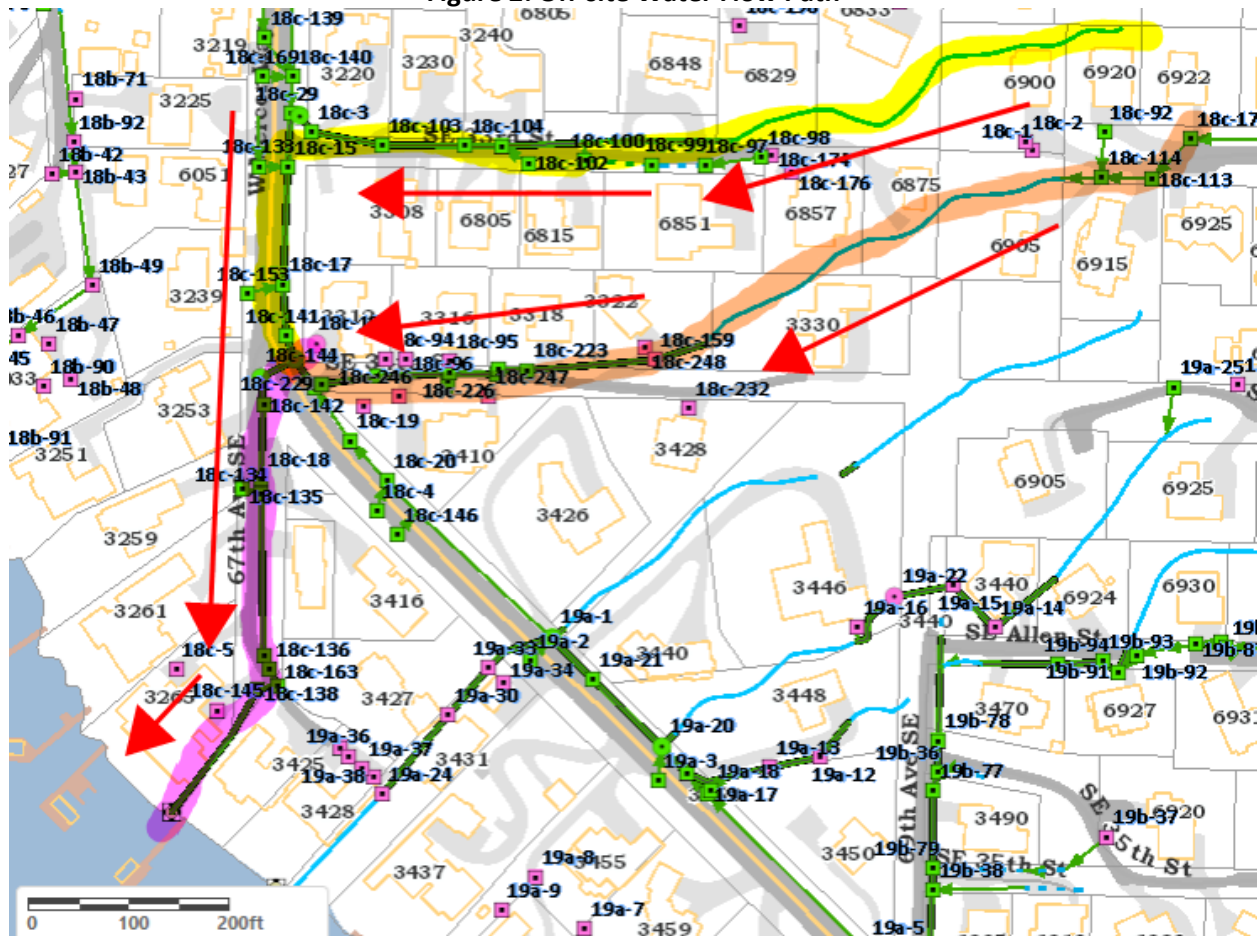 Figure 2: Off-site Water Flow Path
18c-139
3219
18c-169
18c-140
3220
3240
6805
3230
6848
6829
6833
18b-71
3225
18c-29
18c-3
18b-92
18c-103
18c-104
18c-100
18c-99
18c-97
18c-98
18c-174
18c-176
18c-102
6900
6920
6922
18c-92
18c-17
18c-1
18c-2
18c-114
18c-113
18b-42
18b-43
6051
18c-133
18c-15
27
6805
6815
6851
6857
6875
6905
6915
6925
18b-49
18c-17
18c-153
3239
18b-47
18c-141
3316
3318
3322
3330
45
18b-90
18b-48
18c-144
18c-94
18c-95
18c-96
18c-223
18c-159
18c-248
18c-229
18c-246
18c-226
18c-247
18c-232
18c-142
18c-19
3253
19a-251
18b-91
3251
67th Av SE
18c-18
18c-134
18c-135
18c-20
18c-4
18c-146
3426
3428
6905
6925
3259
3261
3416
3446
19a-22
3440
6924
6930
19a-16
19a-15
19a-14
3440
SE Allen St
19a-1
19a-2
19a-33
19a-34
19a-21
3440
19b-94
19b-93
19b-91
19b-92
18c-5
18c-136
18c-163
18c-145
18c-138
3427
19a-30
3448
3470
6927
19b-78
69th Av SE
19a-36
19a-37
3425
19a-38
19a-24
3431
3428
19a-20
19a-3
19a-18
19a-17
19a-13
19a-12
19b-36
19b-77
3490
SE 35th St
6920
19b-37
3437
19a-8
3455
19a-9
19a-7
3459
3450
19b-79
SE 35th St
19b-38
19a-5
0 100 200ft